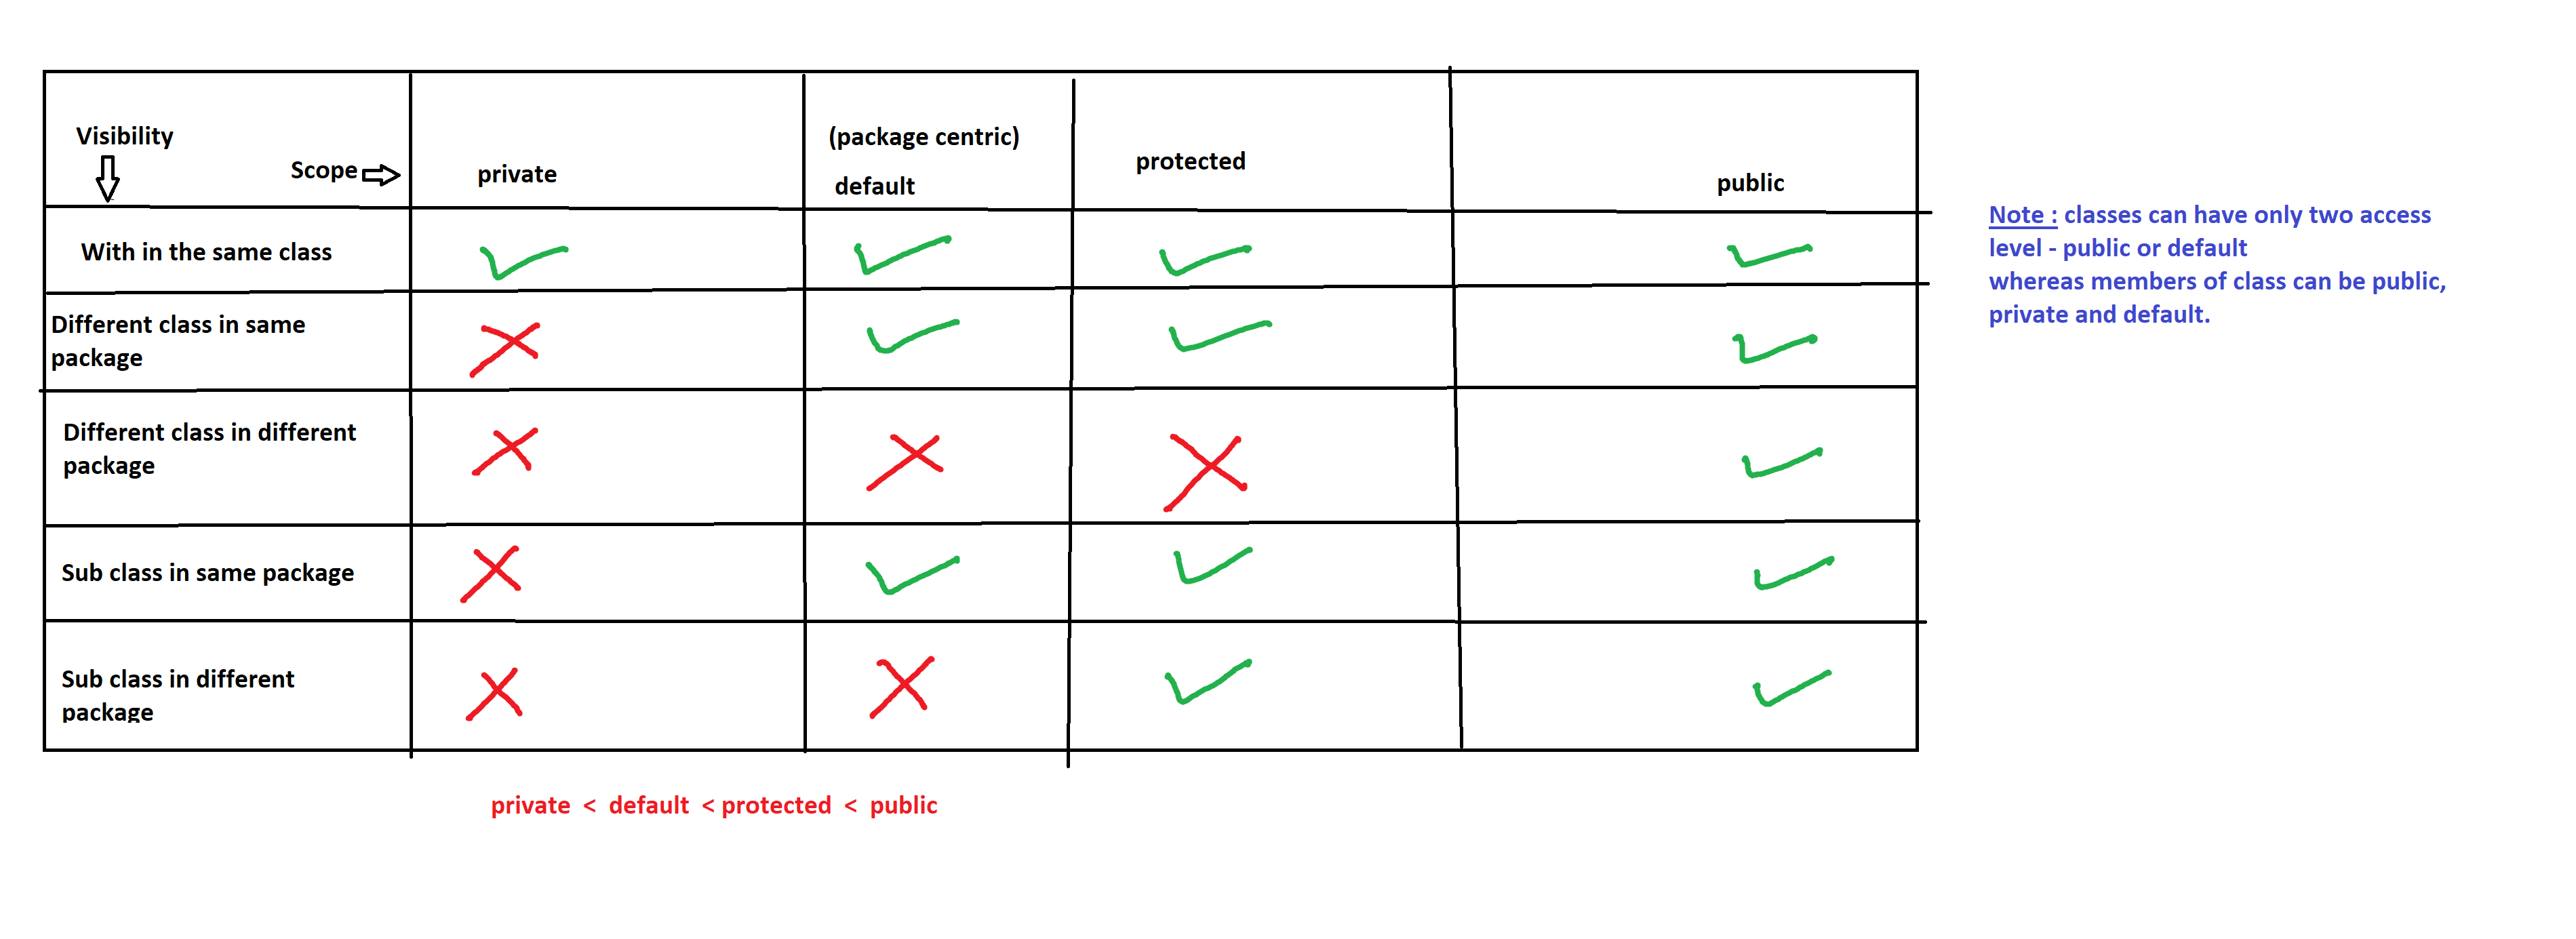 Visibility
Scope
private
(package centric)
default
protected
public
With in the same class
Different class in same
package
Different class in different
package
Sub class in same package
Sub class in different
package
private < default < protected < public
Note : classes can have only two access
level - public or default
whereas members of class can be public,
private and default.